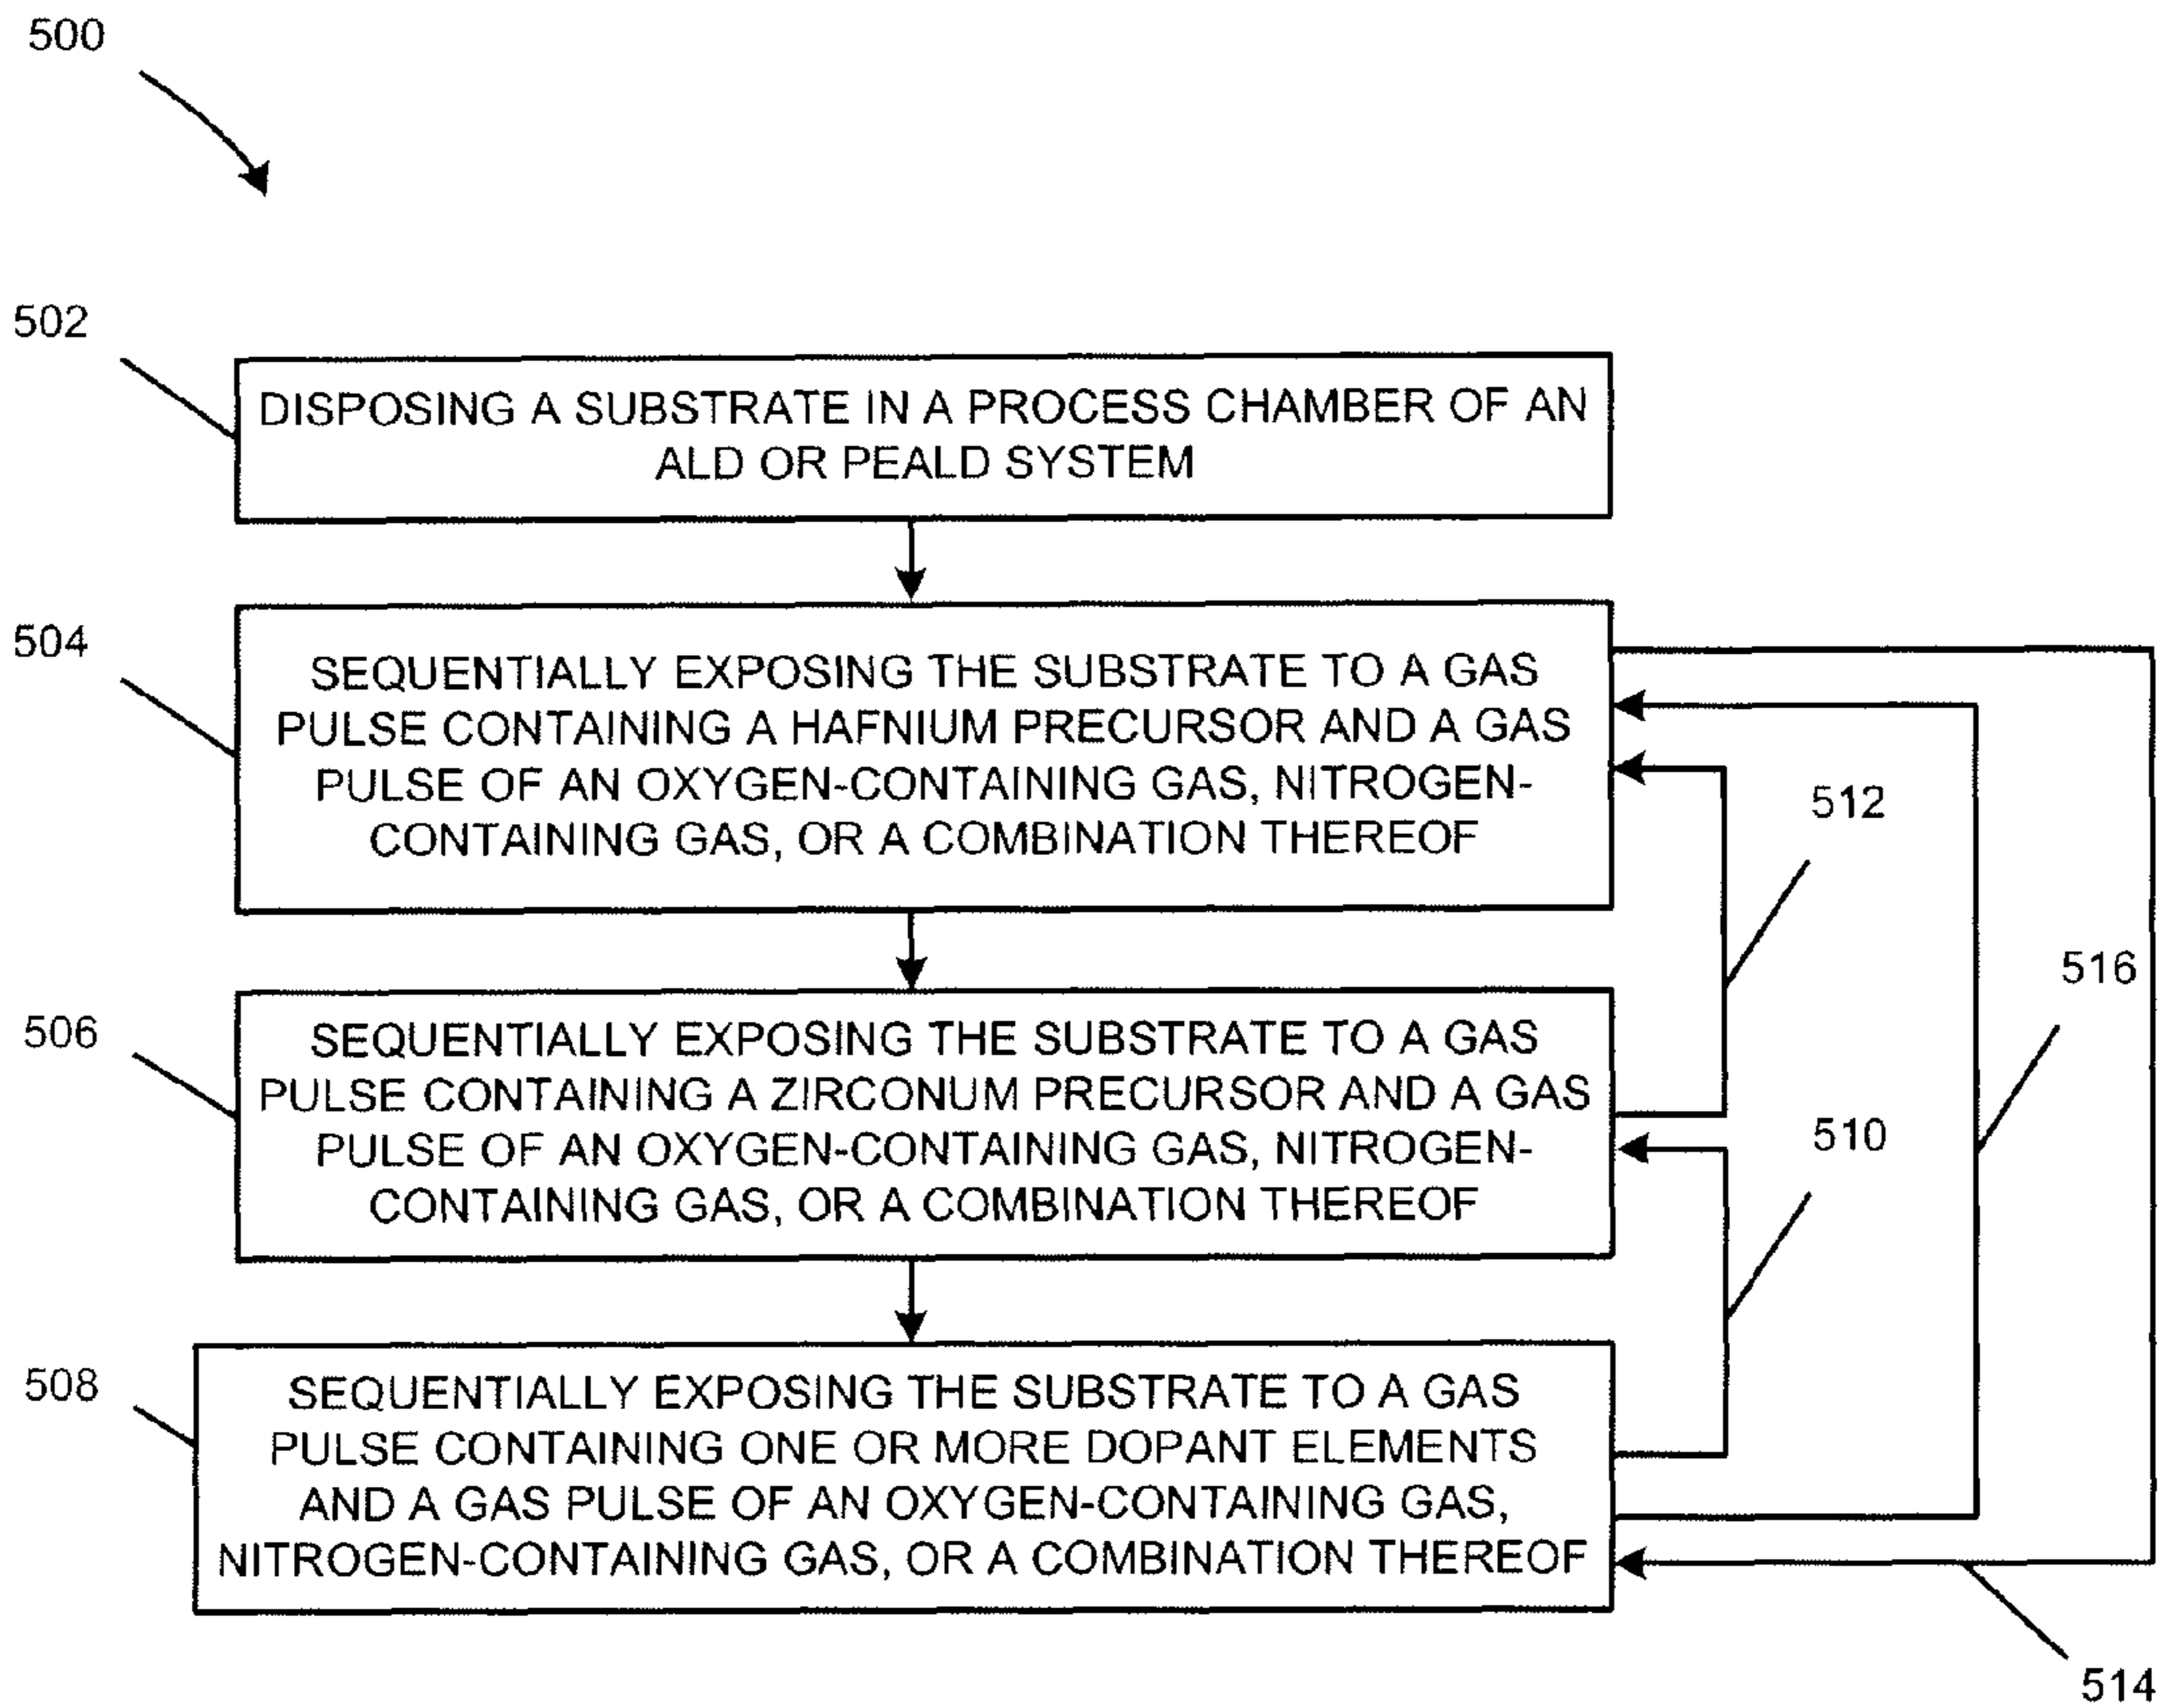 500
502
DISPOSING A SUBSTRATE IN A PROCESS CHAMBER OF AN
ALD OR PEALD SYSTEM
504
SEQUENTIALLY EXPOSING THE SUBSTRATE TO A GAS
PULSE CONTAINING A HAFNIUM PRECURSOR AND A GAS
PULSE OF AN OXYGEN-CONTAINING GAS, NITROGEN-
CONTAINING GAS, OR A COMBINATION THEREOF
512
516
506
SEQUENTIALLY EXPOSING THE SUBSTRATE TO A GAS
PULSE CONTAINING A ZIRCONUM PRECURSOR AND A GAS
PULSE OF AN OXYGEN-CONTAINING GAS, NITROGEN-
CONTAINING GAS, OR A COMBINATION THEREOF
510
508
SEQUENTIALLY EXPOSING THE SUBSTRATE TO A GAS
PULSE CONTAINING ONE OR MORE DOPANT ELEMENTS
AND A GAS PULSE OF AN OXYGEN-CONTAINING GAS,
NITROGEN-CONTAINING GAS, OR A COMBINATION THEREOF
514